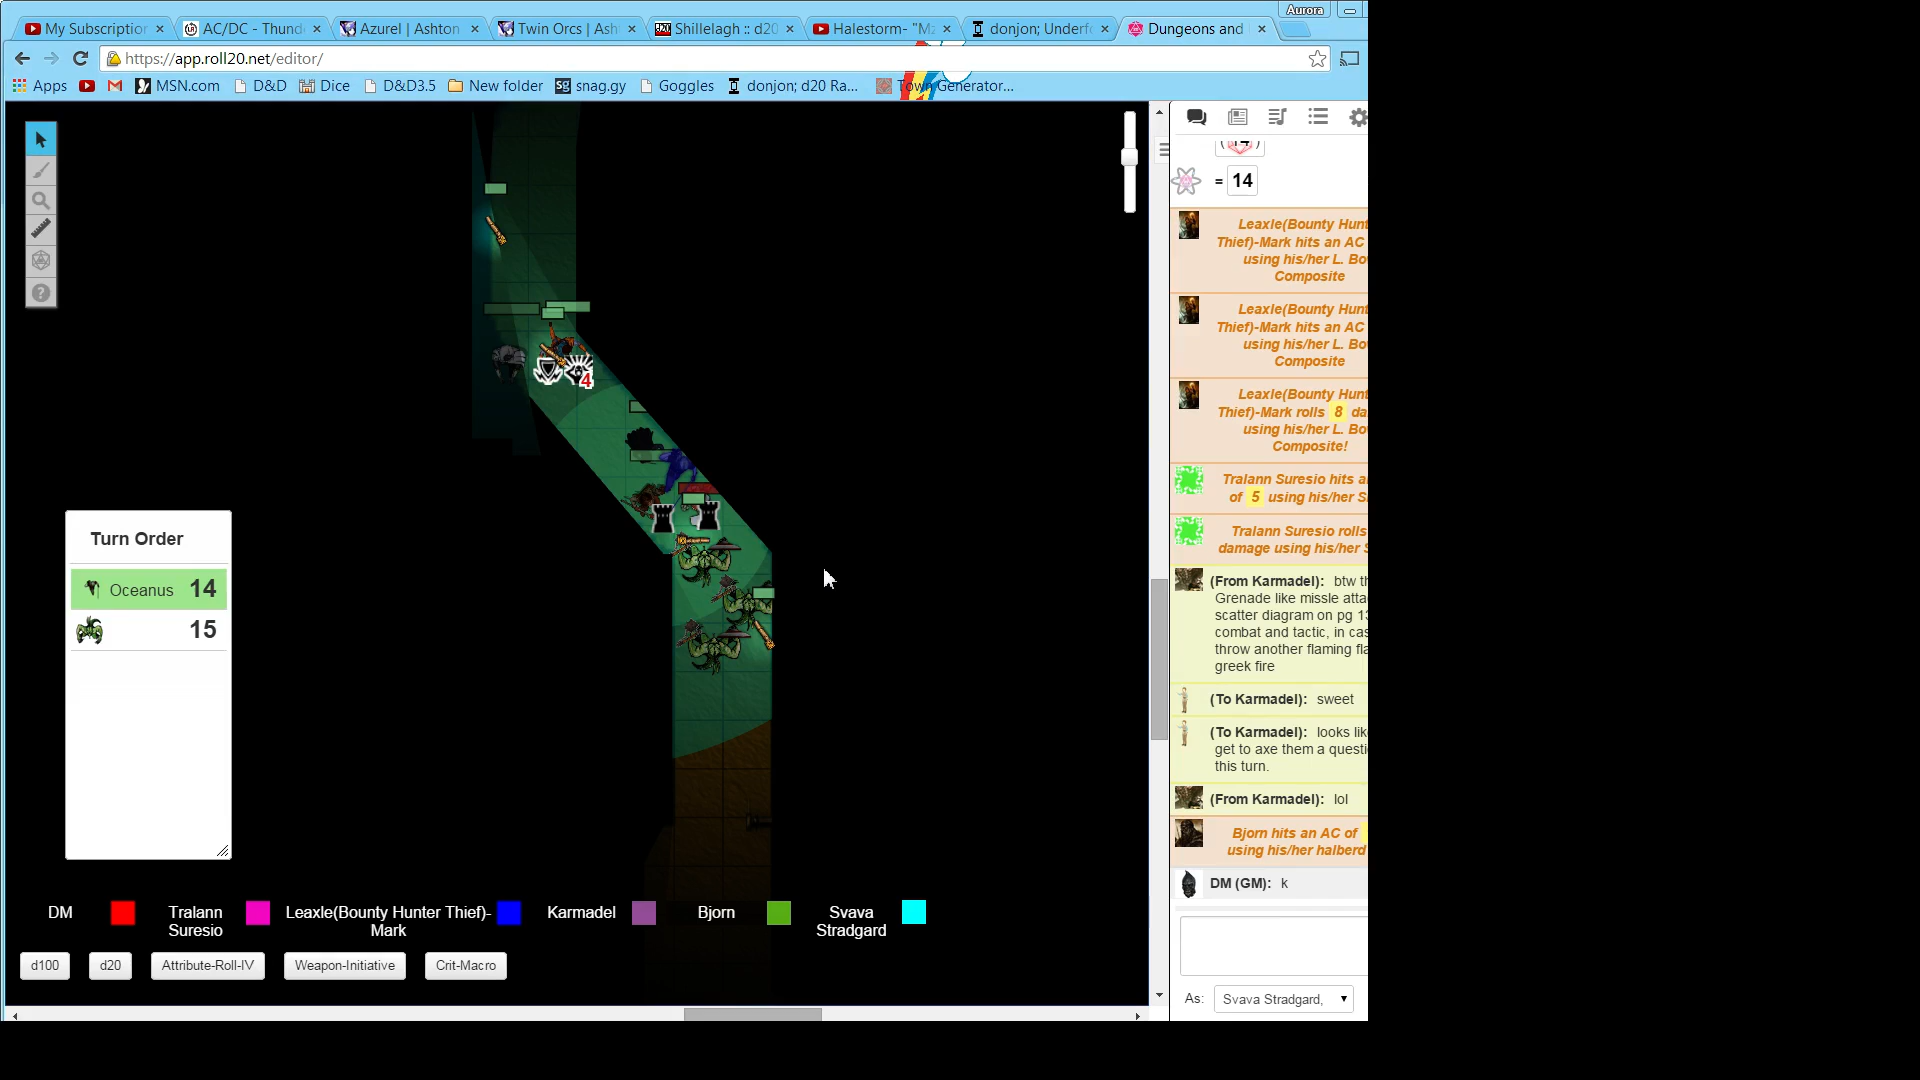 Aurora
My Subscription
AC/DC - Thund
Azurel | Ashton
Twin Orcs | Ash
Shillelagh :: d20
Halestorm- "M
donjon; Underf
Dungeons and
https://app.roll20.net/editor/
Apps
MSN.com
D&D
Dice
D&D3.5
New folder
sg snag.gy
Goggles
donjon; d20 Ra...
Town Generator...
14
= 14
Leaxle(Bounty Hunt
Thief)-Mark hits an AC
using his/her L. Bo
Composite
Leaxle(Bounty Hunt
Thief)-Mark hits an AC
using his/her L. Bo
Composite
Leaxle(Bounty Hunt
Thief)-Mark rolls 8 da
using his/her L. Bo
Composite!
Tralann Suresio hits a
of 5 using his/her S
Tralann Suresio rolls
damage using his/her S
(From Karmadel): btw th
Grenade like missle atta
scatter diagram on pg 13
combat and tactic, in cas
throw another flaming fla
greek fire
(To Karmadel): sweet
(To Karmadel): looks lik
get to axe them a questi
this turn.
(From Karmadel): lol
Bjorn hits an AC of
using his/her halberd
DM (GM): k
As: Svava Stradgard,
4
Turn Order
Oceanus 14
15
DM
Tralann
Suresio
Leaxle(Bounty Hunter Thief)-
Mark
Karmadel
Bjorn
Svava
Stradgard
d100
d20
Attribute-Roll-IV
Weapon-Initiative
Crit-Macro